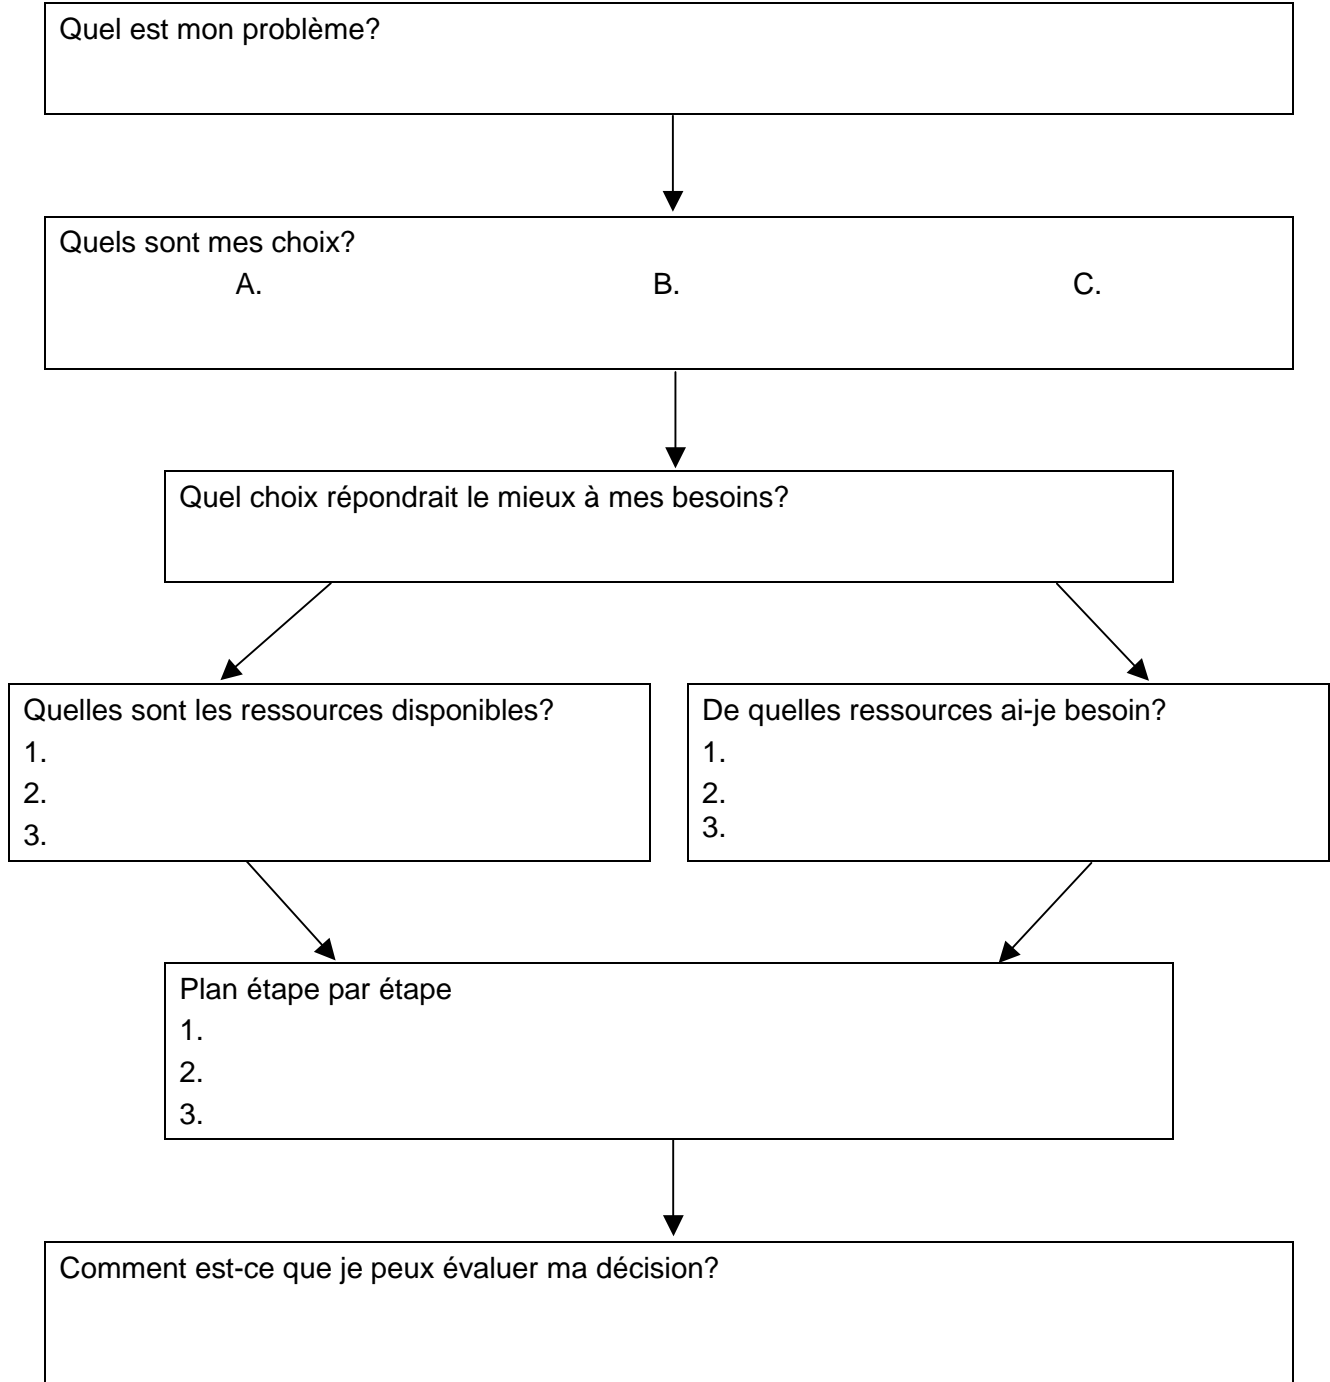 Quel est mon problème?
Quels sont mes choix?
A. B. C.
Quel choix répondrait le mieux à mes besoins?
Quelles sont les ressources disponibles?
1.
2.
3.
De quelles ressources ai-je besoin?
1.
2.
3.
Plan étape par étape
1.
2.
3.
Comment est-ce que je peux évaluer ma décision?